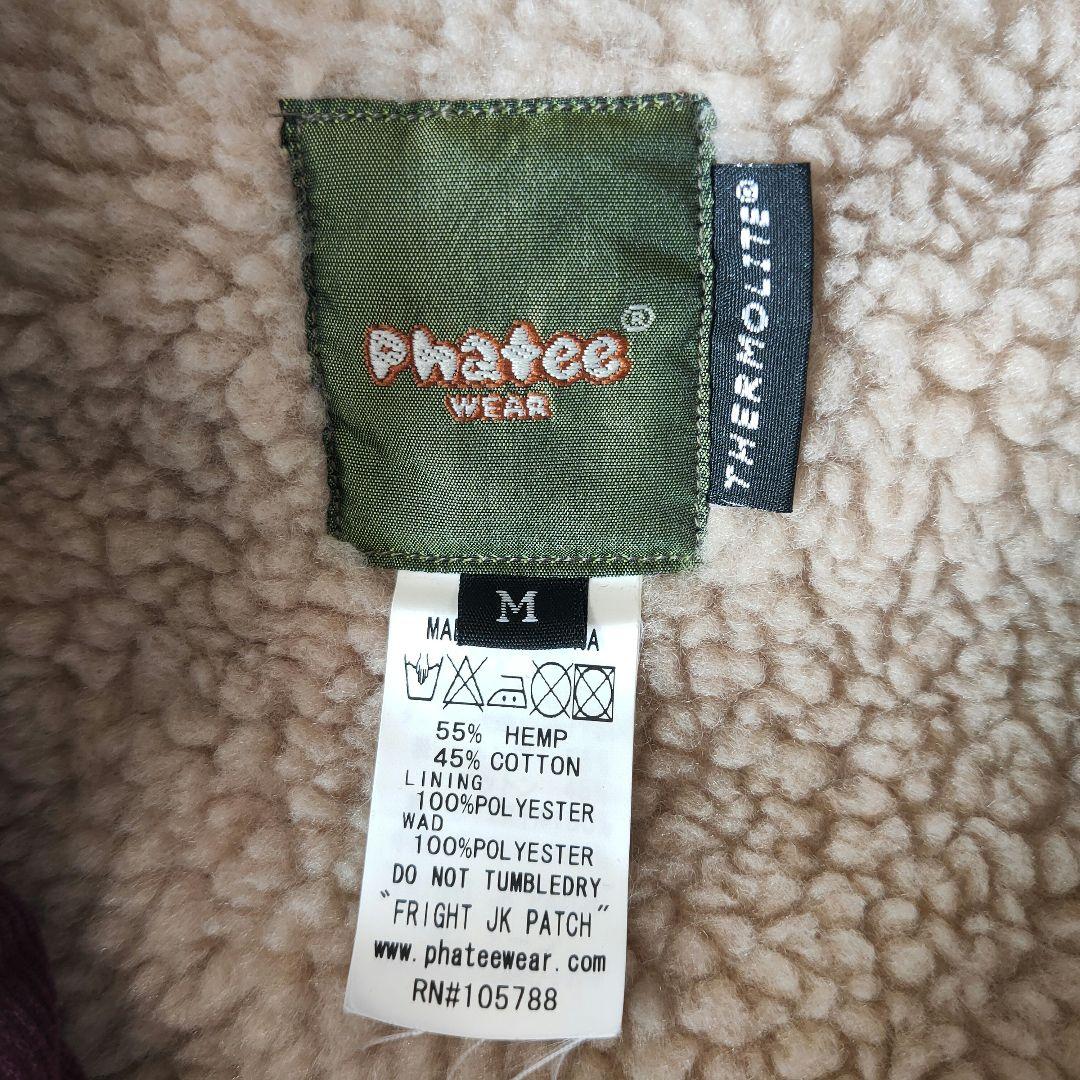 Phatee®
WEAR
THERMOLITE®
M
55% HEMP
45% COTTON
LINING
100%POLYESTER
WAD
100%POLYESTER
DO NOT TUMBLEDRY
"FRIGHT JK PATCH"
www.phateewear.com
RN#105788